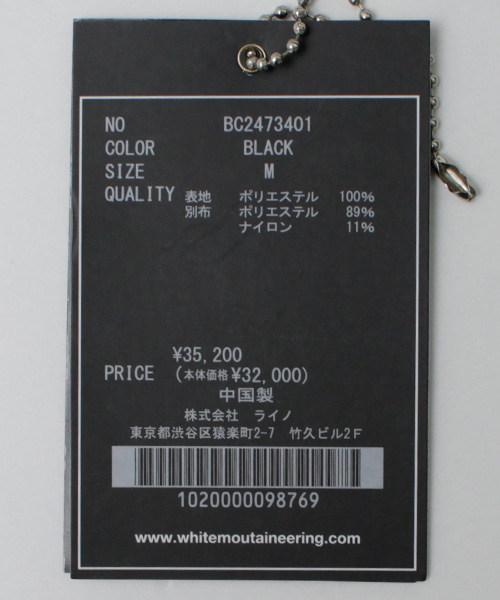 NO BC2473401
COLOR BLACK
SIZE M
QUALITY 表地 ポリエステル 100%
別布 ポリエステル 89%
ナイロン 11%
¥35,200
PRICE (本体価格¥32,000)
中国製
株式会社 ライノ
東京都渋谷区猿楽町2-7 竹久ビル2F
1020000098769
www.whitemoutaineering.com